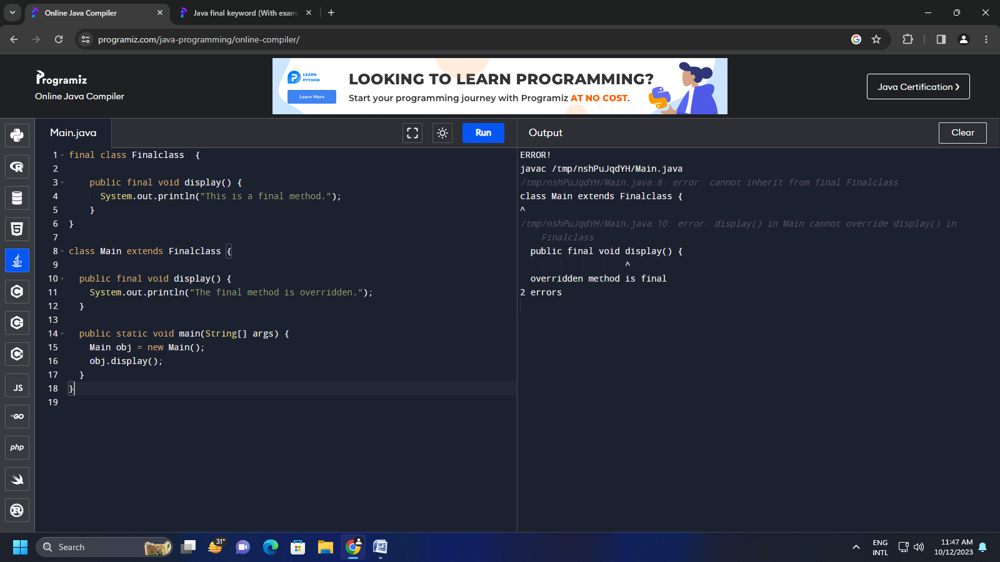 Online Java Compiler
Java final keyword (With exam
programiz.com/java-programming/online-compiler/
Programiz
Online Java Compiler
LEARN
PYTHON
Learn More
LOOKING TO LEARN PROGRAMMING?
Start your programming journey with Programiz AT NO COST.
Java Certification ❯
Main.java
Run
Output
Clear
1 final class Finalclass  {
2
3     public final void display() {
4       System.out.println("This is a final method.");
5     }
6 }
7
8 class Main extends Finalclass {
9
10   public final void display() {
11     System.out.println("The final method is overridden.");
12   }
13
14   public static void main(String[] args) {
15     Main obj = new Main();
16     obj.display();
17   }
18 }
19
ERROR!
javac /tmp/nshPuJqdYH/Main.java
/tmp/nshPuJqdYH/Main.java:8: error: cannot inherit from final Finalclass
class Main extends Finalclass {
^
/tmp/nshPuJqdYH/Main.java:10: error: display() in Main cannot override display() in
Finalclass
  public final void display() {
                    ^
  overridden method is final
2 errors
R
5
C
C
C
JS
GO
php
R
Search
31°
W
ENG
INTL
11:47 AM
10/12/2023